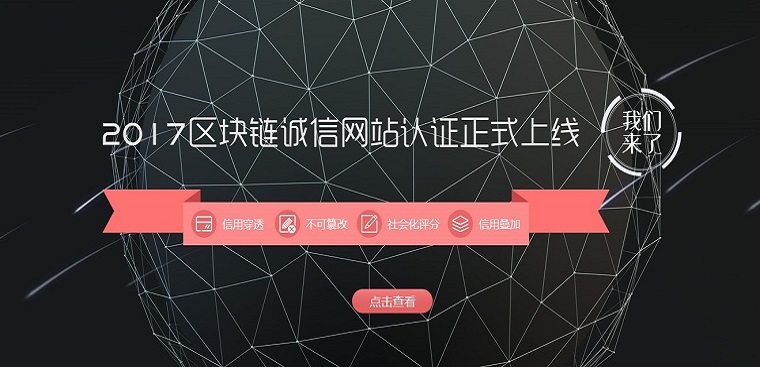 2017区块链诚信网站认证正式上线
我们
来了
信用穿透 不可篡改 社会化评分 信用叠加
点击查看